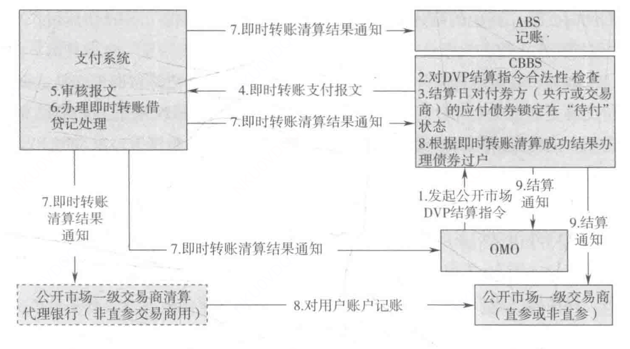 7.即时转账清算结果通知
ABS
记账
支付系统
5.审核报文
6.办理即时转账借
贷记处理
4.即时转账支付报文
7.即时转账清算结果通知
CBBS
2.对DVP结算指令合法性 检查
3.结算日对付券方（央行或交易
商）的应付债券锁定在“待付”
状态
8.根据即时转账清算成功结果办
理债券过户
7.即时转账
清算结果
通知
1.发起公开市场
DVP结算指令
9.结算
通知
9.结算
通知
7.即时转账清算结果通知
OMO
公开市场一级交易商清算
代理银行（非直参交易商用）
8.对用户账户记账
公开市场一级交易商
（直参或非直参）